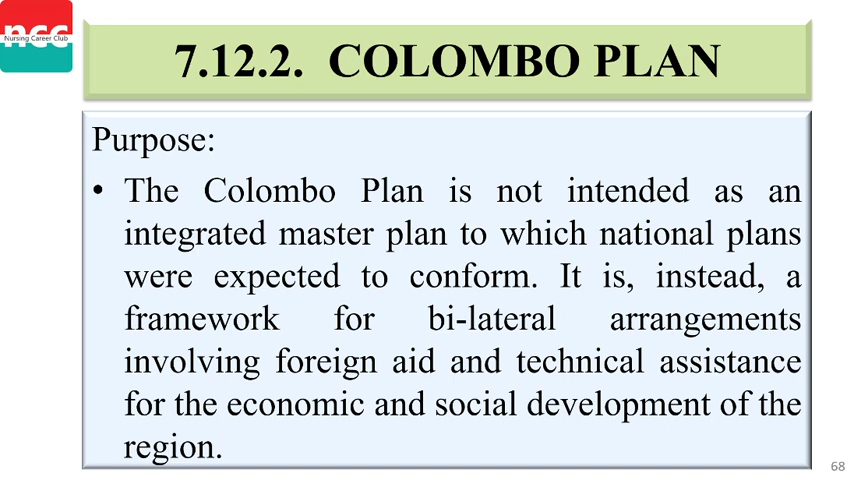 ncc
Nursing Career Club
7.12.2. COLOMBO PLAN
Purpose:
• The Colombo Plan is not intended as an
integrated master plan to which national plans
were expected to conform. It is, instead, a
framework for bi-lateral arrangements
involving foreign aid and technical assistance
for the economic and social development of the
region.
68